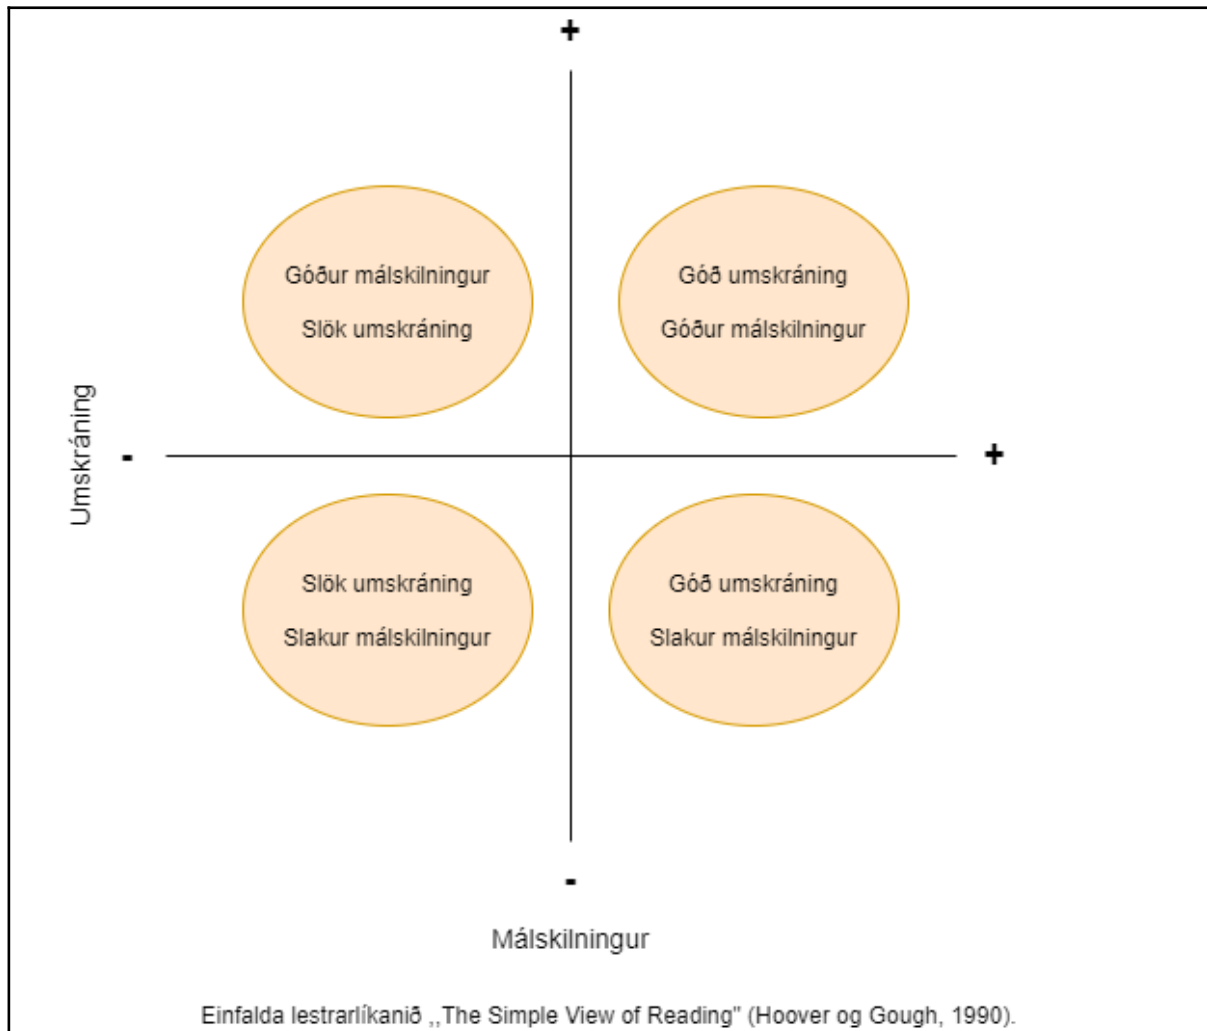 +
Góður málskilningur
Slök umskráning
Góð umskráning
Góður málskilningur
Umskráning
-
+
Slök umskráning
Slakur málskilningur
Góð umskráning
Slakur málskilningur
-
Málskilningur
Einfalda lestrarlíkanið ,,The Simple View of Reading" (Hoover og Gough, 1990).